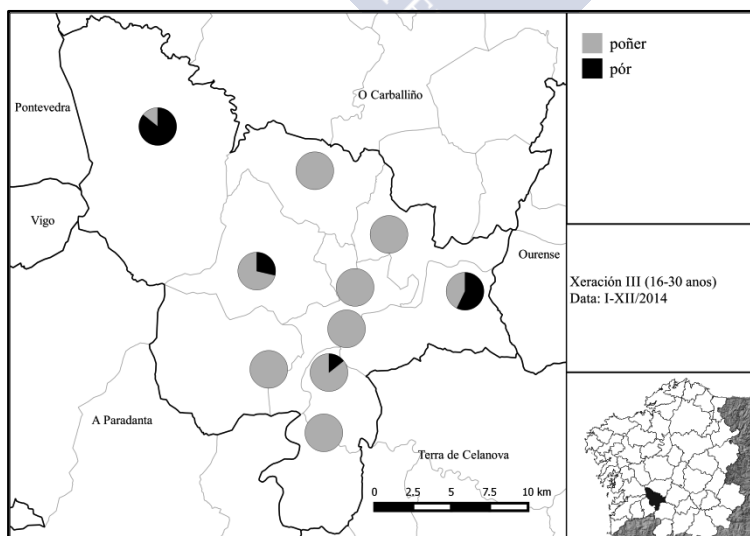 poñer
pór
O Carballiño
Pontevedra
Vigo
Ourense
Xeración III (16-30 anos)
Data: I-XII/2014
A Paradanta
Terra de Celanova
0 2,5 5 7,5 10 km